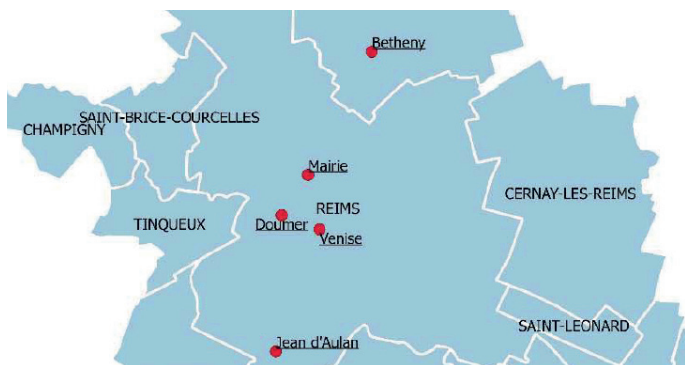 Betheny
SAINT-BRICE-COURCELLES
CHAMPIGNY
Mairie
CERNAY-LES-REIMS
REIMS
TINQUEUX
Doumer
Venise
SAINT-LEONARD
Jean d'Aulan